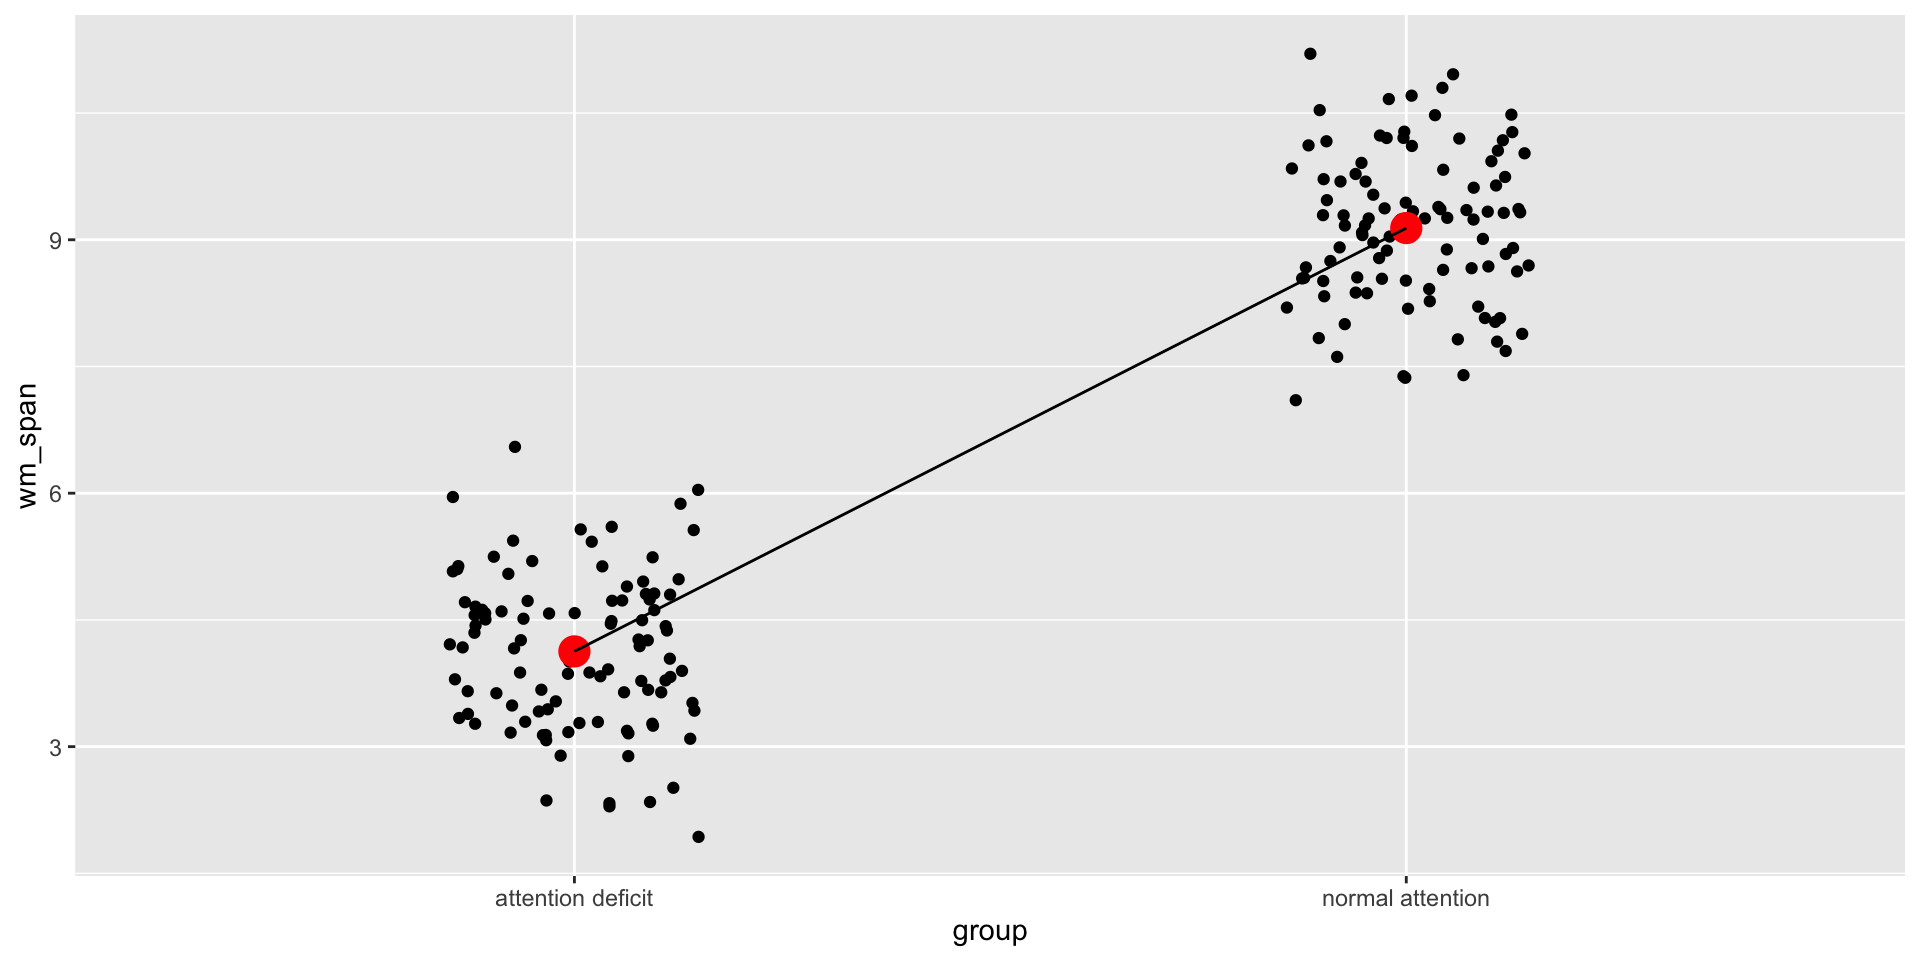 wm_span
9
6
3
attention deficit
normal attention
group